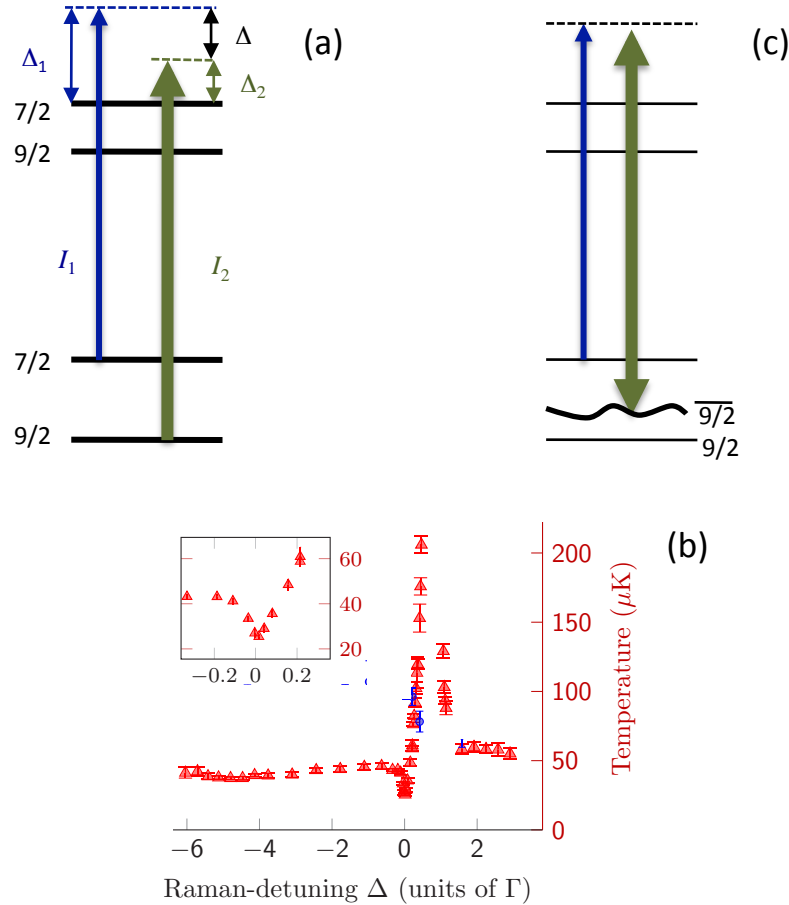 (a)
Δ
Δ₁
Δ₂
7/2
9/2
I₁
I₂
7/2
9/2
(c)
9/2
9/2
(b)
60
40
20
−0.2
0
0.2
200
150
100
50
0
Temperature (μK)
−6
−4
−2
0
2
Raman-detuning Δ (units of Γ)